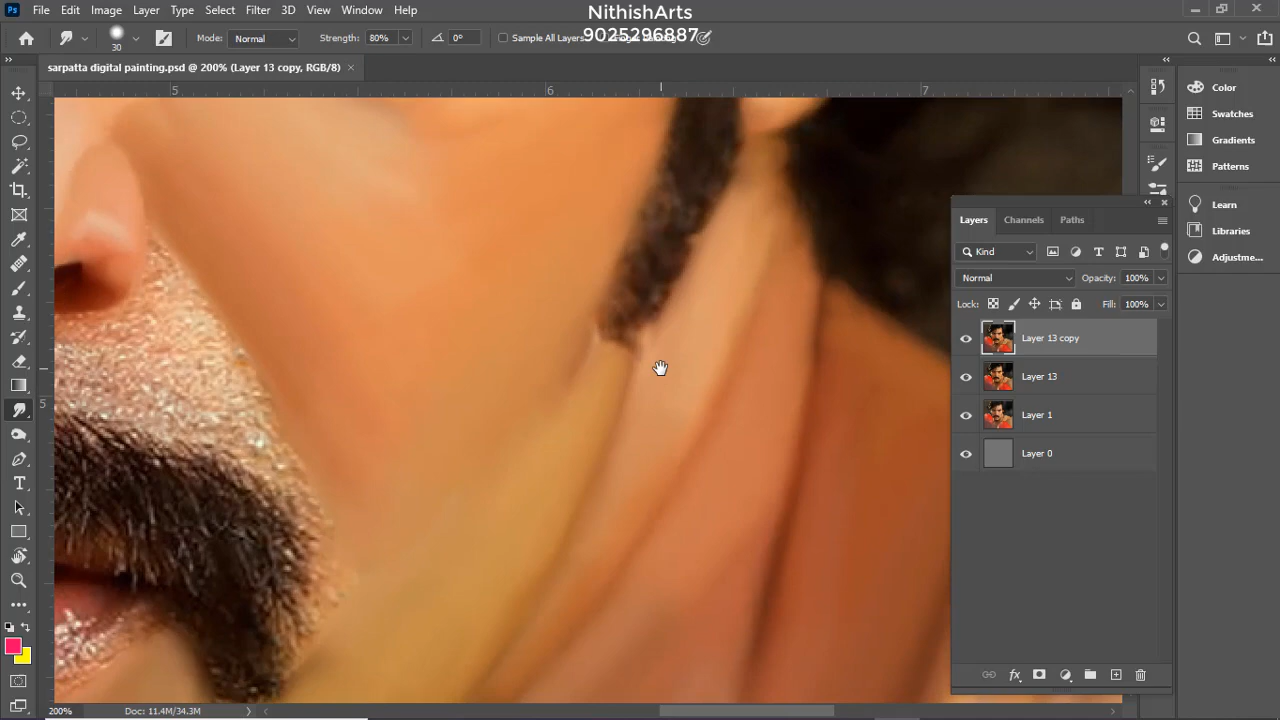 NithishArts
9025296887
File Edit Image Layer Type Select Filter 3D View Window Help
30
Mode: Normal Strength: 80% 0° Sample All Layers
sarpatta digital painting.psd @ 200% (Layer 13 copy, RGB/8) ×
5 6 7
5
Color
Swatches
Gradients
Patterns
Learn
Libraries
Adjustme...
Layers Channels Paths
Kind
Normal Opacity: 100%
Lock: Fill: 100%
Layer 13 copy
Layer 13
Layer 1
Layer 0
200% Doc: 11.4M/34.3M